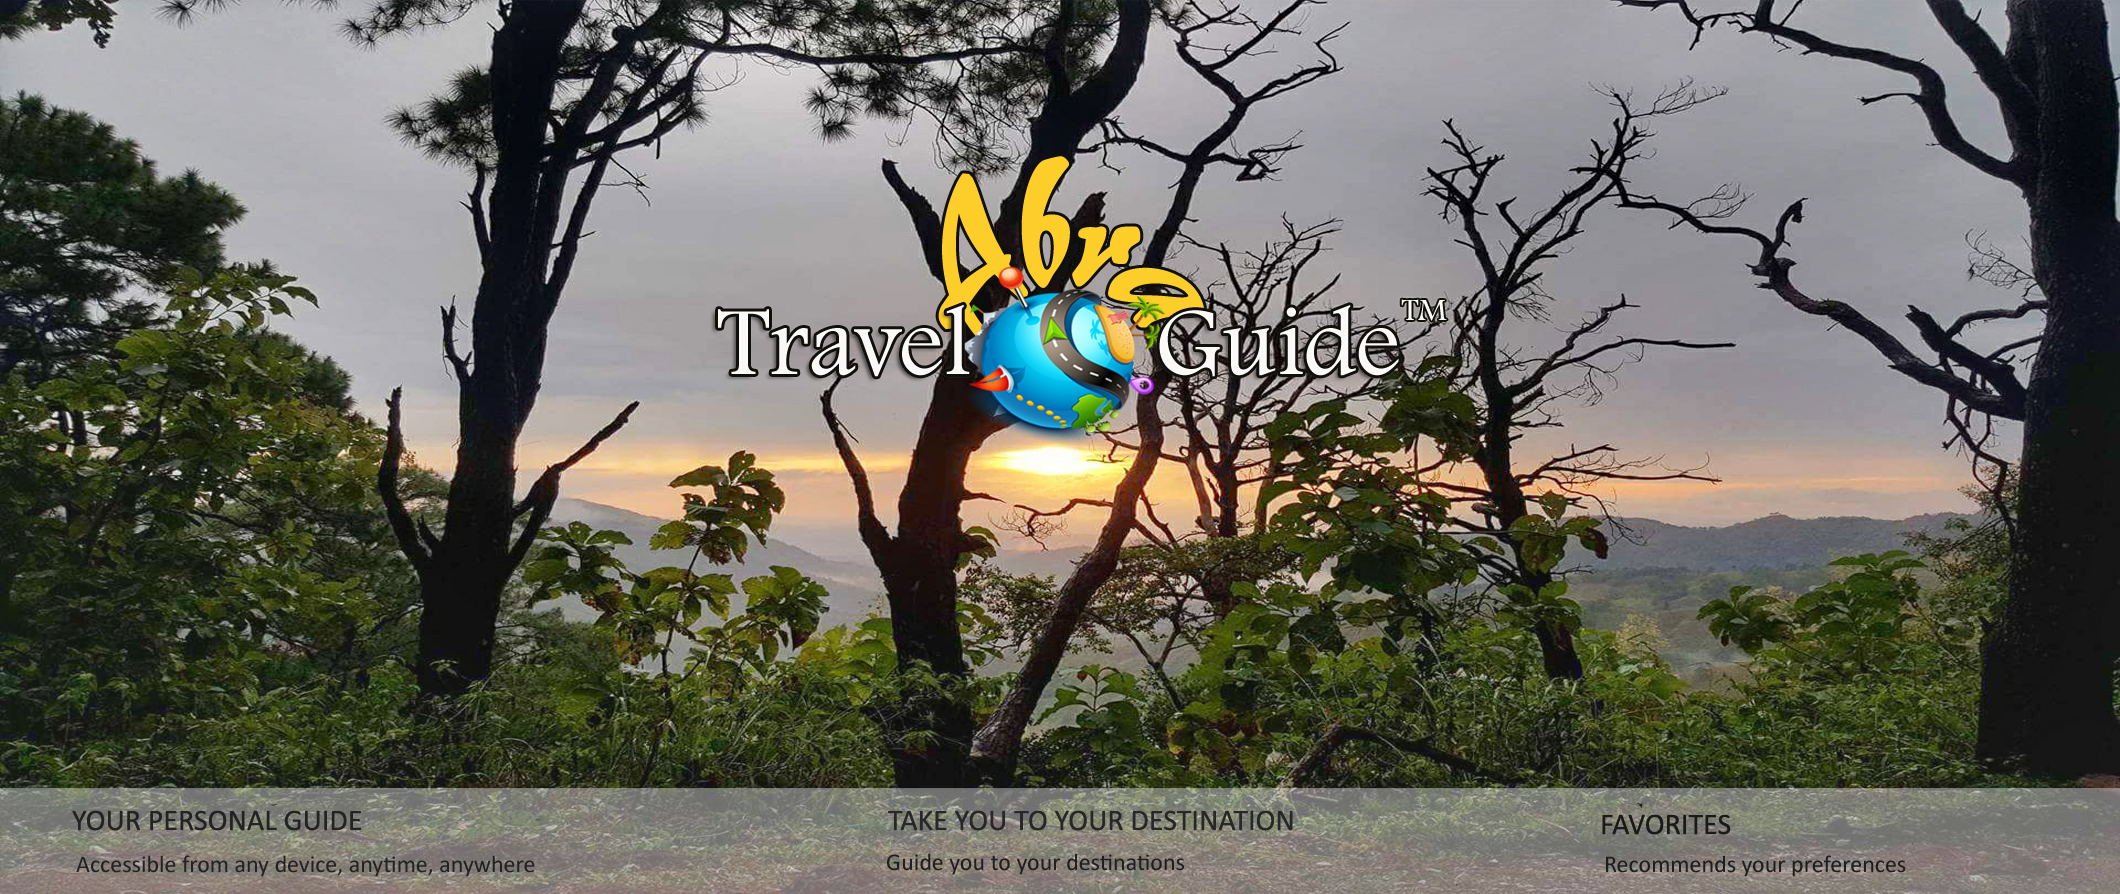 Abra
Travel Guide™
YOUR PERSONAL GUIDE
Accessible from any device, anytime, anywhere
TAKE YOU TO YOUR DESTINATION
Guide you to your destinations
FAVORITES
Recommends your preferences